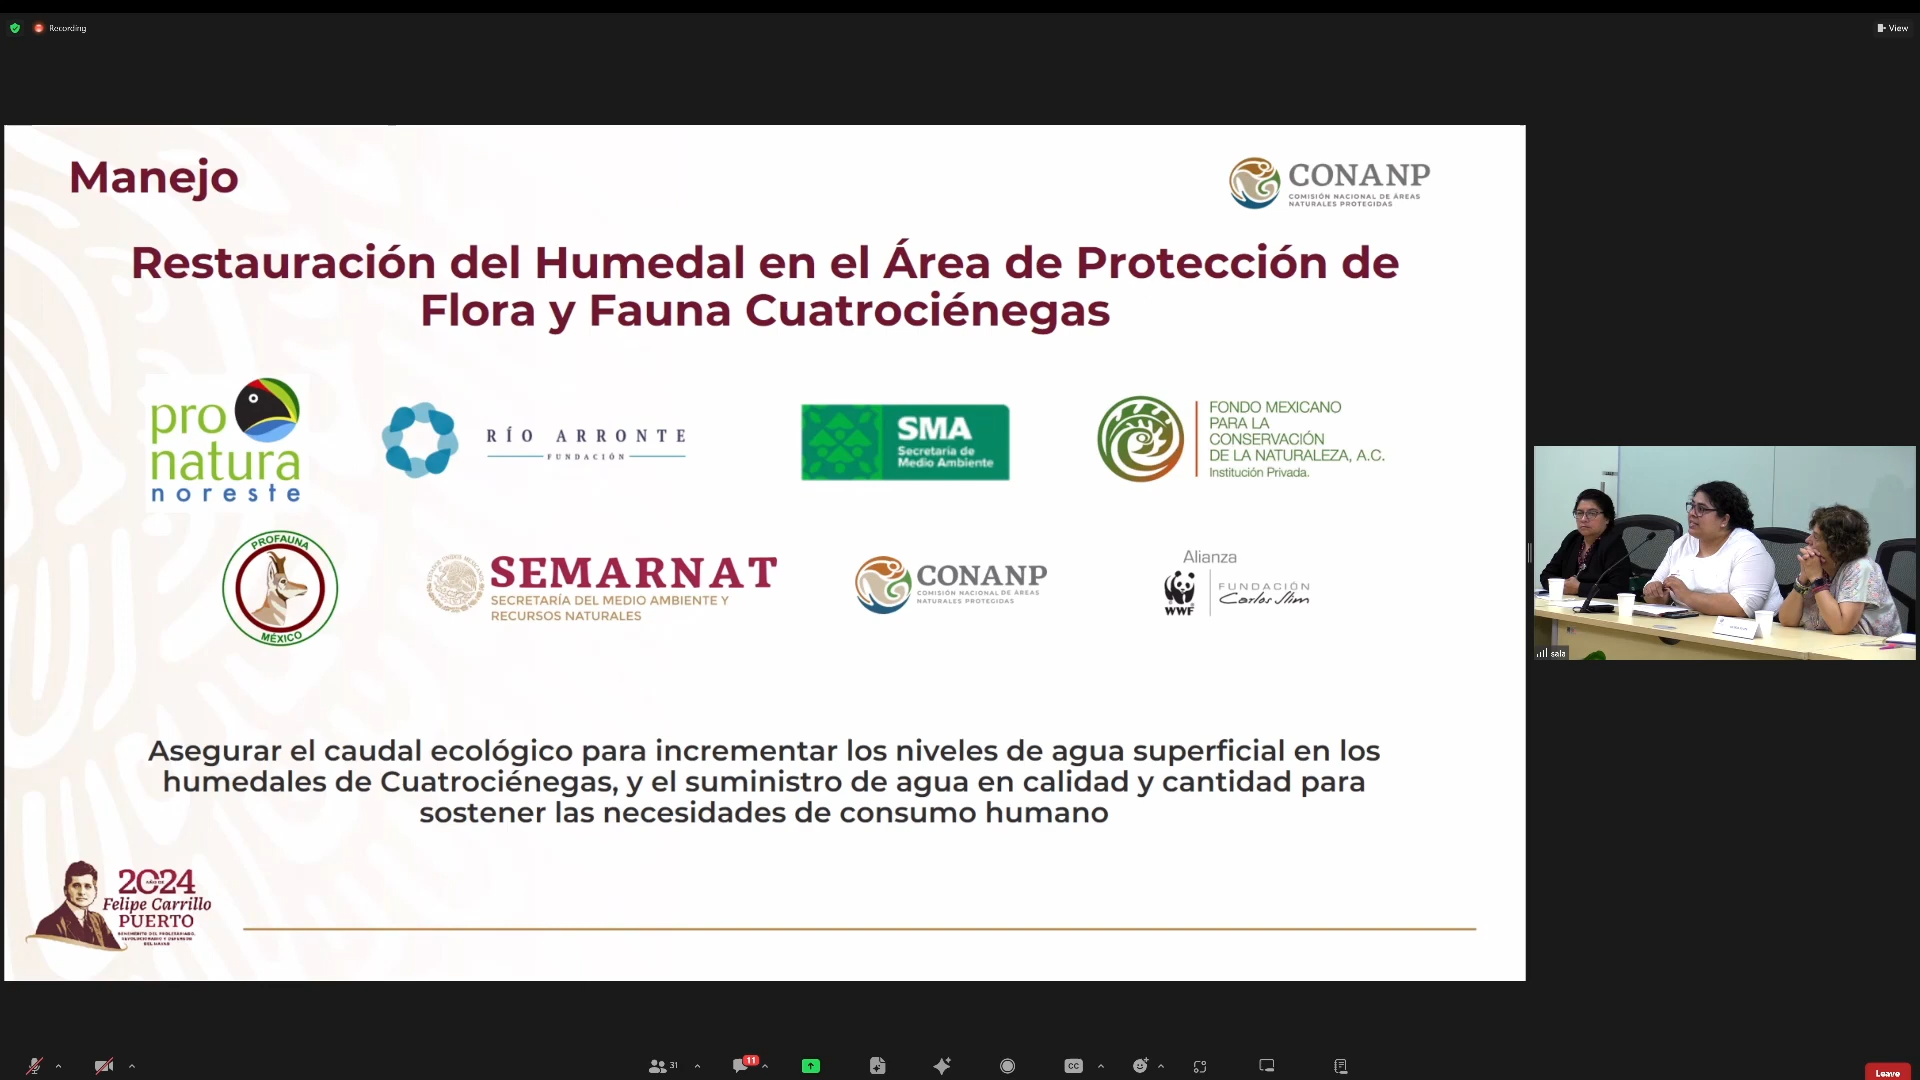 Recording
View
Manejo
CONANP
COMISIÓN NACIONAL DE ÁREAS
NATURALES PROTEGIDAS
Restauración del Humedal en el Área de Protección de
Flora y Fauna Cuatrociénegas
pro
natura
noreste
RÍO ARRONTE
FUNDACIÓN
SMA
Secretaría de
Medio Ambiente
FONDO MEXICANO
PARA LA
CONSERVACIÓN
DE LA NATURALEZA, A.C.
Institución Privada.
PROFAUNA
MÉXICO
SEMARNAT
SECRETARÍA DEL MEDIO AMBIENTE Y
RECURSOS NATURALES
CONANP
COMISIÓN NACIONAL DE ÁREAS
NATURALES PROTEGIDAS
Alianza
WWF
FUNDACIÓN
Carlos Slim
Asegurar el caudal ecológico para incrementar los niveles de agua superficial en los
humedales de Cuatrociénegas, y el suministro de agua en calidad y cantidad para
sostener las necesidades de consumo humano
2024
Felipe Carrillo
PUERTO
sala
31
11
CC
Leave